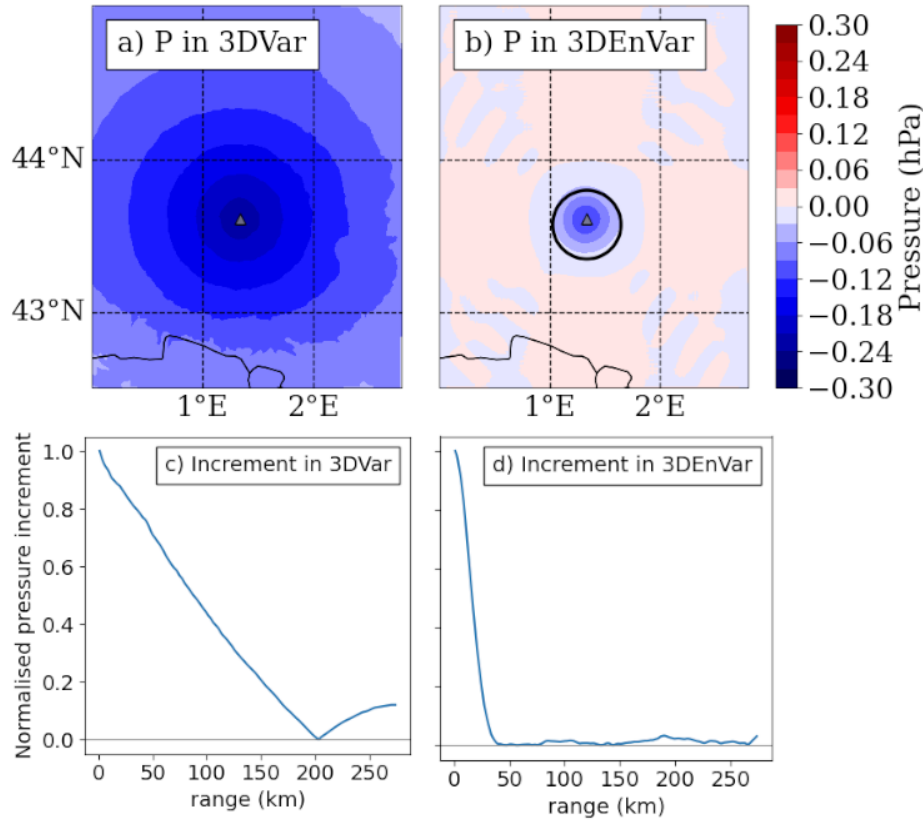 a) P in 3DVar
b) P in 3DEnVar
44°N
43°N
1°E
2°E
1°E
2°E
0.30
0.24
0.18
0.12
0.06
0.00
−0.06
−0.12
−0.18
−0.24
−0.30
Pressure (hPa)
c) Increment in 3DVar
d) Increment in 3DEnVar
Normalised pressure increment
1.0
0.8
0.6
0.4
0.2
0.0
0
50
100
150
200
250
range (km)
0
50
100
150
200
250
range (km)